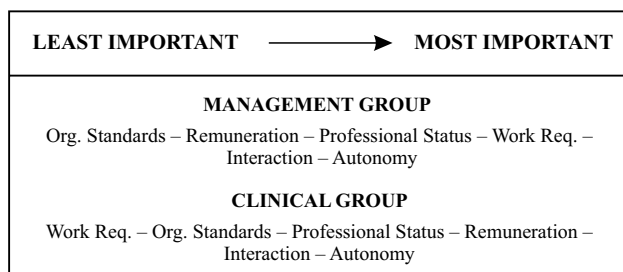 LEAST IMPORTANT MOST IMPORTANT
MANAGEMENT GROUP
Org. Standards – Remuneration – Professional Status – Work Req. –
Interaction – Autonomy
CLINICAL GROUP
Work Req. – Org. Standards – Professional Status – Remuneration –
Interaction – Autonomy